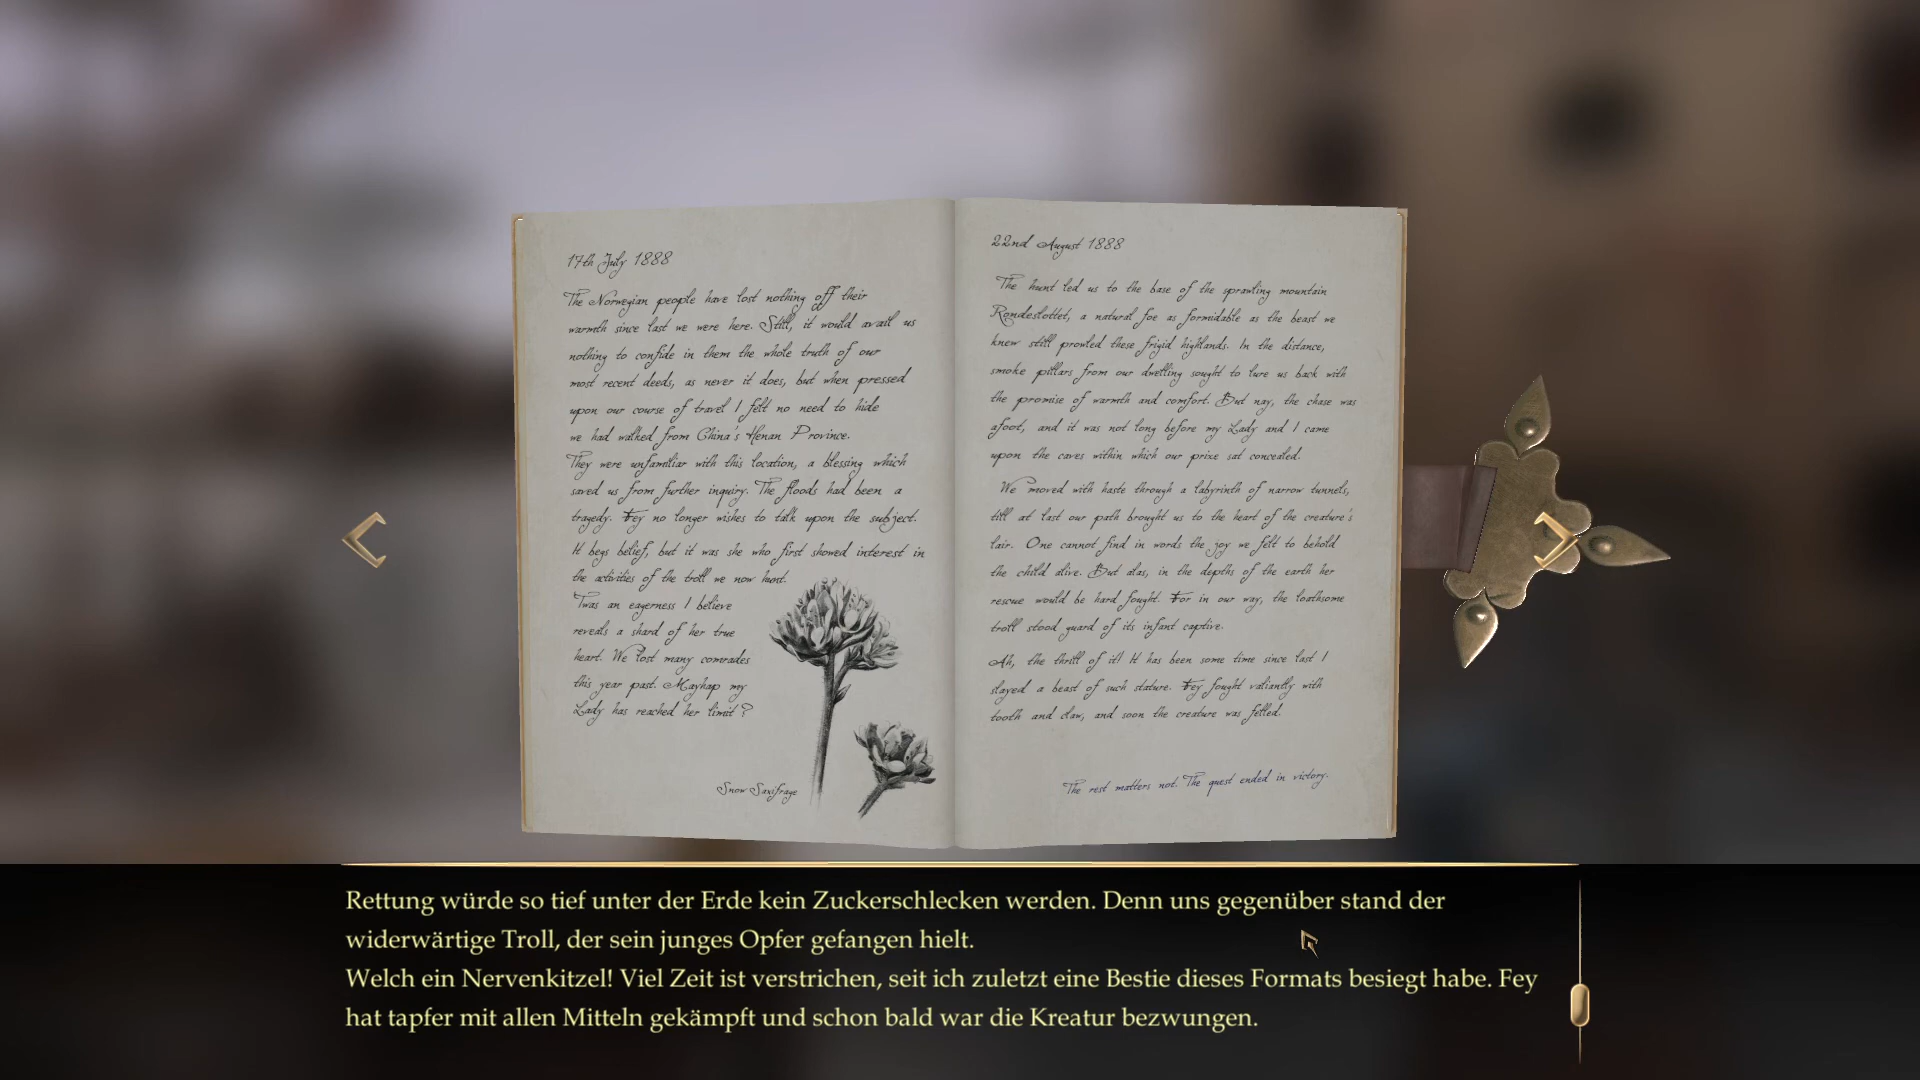 17th July 1888
The Norwegian people have lost nothing off their
warmth since last we were here. Still, it would avail us
nothing to confide in them the whole truth of our
most recent deeds, as never it does, but when pressed
upon our course of travel I felt no need to hide
we had walked from China's Henan Province.
They were unfamiliar with this location, a blessing which
saved us from further inquiry. The floods had been a
tragedy. Fey no longer wishes to talk upon the subject.
It begs belief, but it was she who first showed interest in
the activities of the troll we now hunt.
'Twas an eagerness I believe
reveals a shard of her true
heart. We lost many comrades
this year past. Mayhap my
Lady has reached her limit?
Snow Saxifrage
22nd August 1888
The hunt led us to the base of the sprawling mountain
Rondeslottet, a natural foe as formidable as the beast we
knew still prowled these frigid highlands. In the distance,
smoke pillars from our dwelling sought to lure us back with
the promise of warmth and comfort. But nay, the chase was
afoot, and it was not long before my Lady and I came
upon the caves within which our prize sat concealed.
We moved with haste through a labyrinth of narrow tunnels,
till at last our path brought us to the heart of the creature's
lair. One cannot find in words the joy we felt to behold
the child alive. But alas, in the depths of the earth her
rescue would be hard fought. For in our way, the loathsome
troll stood guard of its infant captive.
Ah, the thrill of it! It has been some time since last I
slayed a beast of such stature. Fey fought valiantly with
tooth and claw, and soon the creature was felled.
The rest matters not. The quest ended in victory.
Rettung würde so tief unter der Erde kein Zuckerschlecken werden. Denn uns gegenüber stand der
widerwärtige Troll, der sein junges Opfer gefangen hielt.
Welch ein Nervenkitzel! Viel Zeit ist verstrichen, seit ich zuletzt eine Bestie dieses Formats besiegt habe. Fey
hat tapfer mit allen Mitteln gekämpft und schon bald war die Kreatur bezwungen.